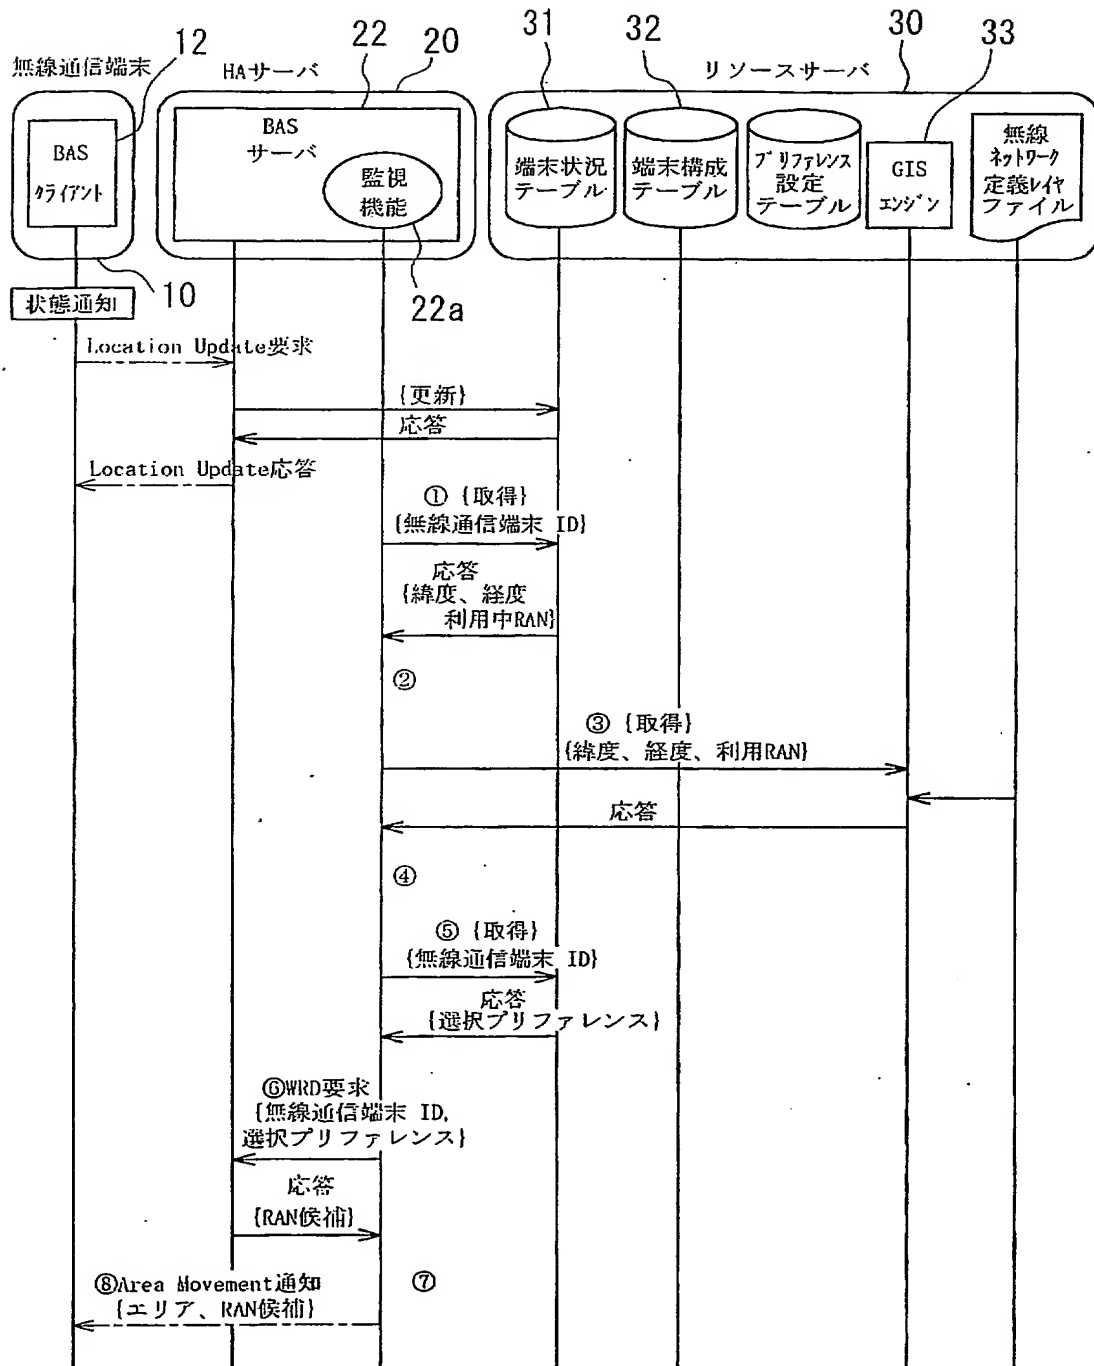 12
22
20
31
32
30
33
無線通信端末
HAサーバ
リソースサーバ
BAS
クライアント
BAS
サーバ
監視
機能
端末状況
テーブル
端末構成
テーブル
プリファレンス
設定
テーブル
GIS
エンジン
無線
ネットワーク
定義レイヤ
ファイル
10
22a
状態通知
Location Update要求
{更新}
応答
Location Update応答
① {取得}
{無線通信端末 ID}
応答
{緯度、経度
利用中RAN}
②
③ {取得}
{緯度、経度、利用RAN}
応答
④
⑤ {取得}
{無線通信端末 ID}
応答
{選択プリファレンス}
⑥WRD要求
{無線通信端末 ID,
選択プリファレンス}
応答
{RAN候補}
⑦
⑧Area Movement通知
{エリア、RAN候補}